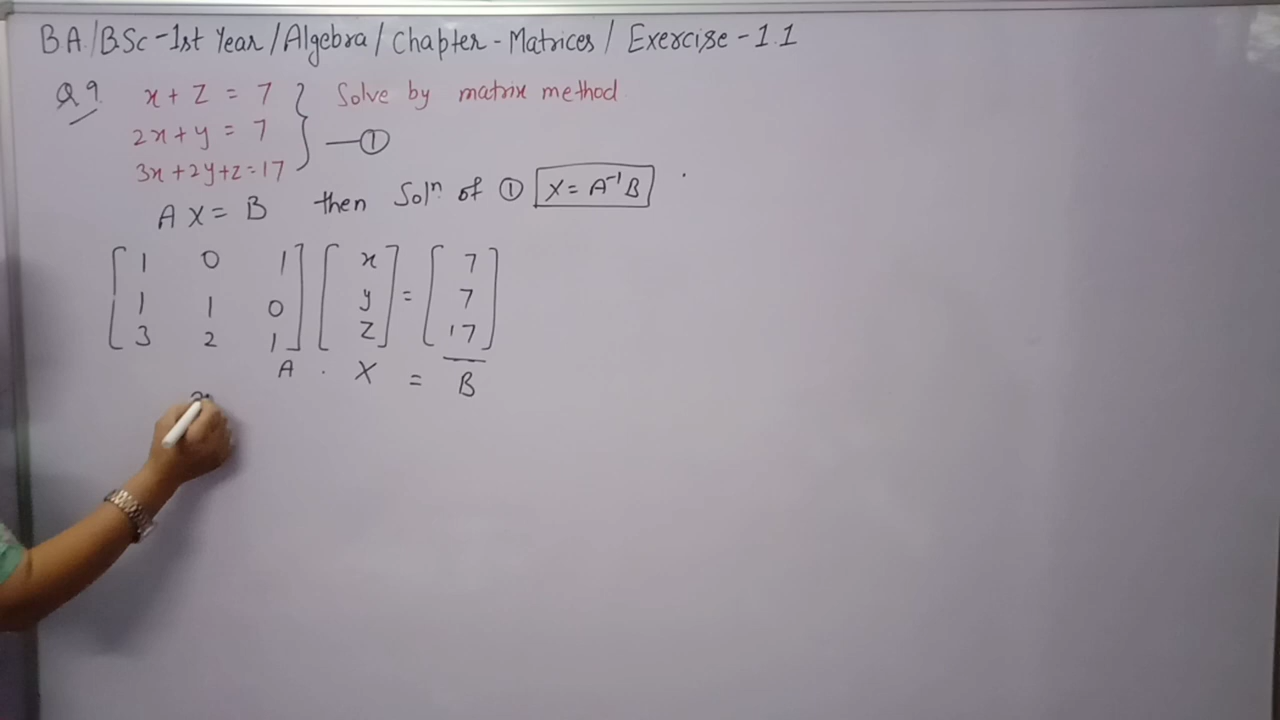 BA/BSc-1st Year/Algebra/Chapter-Matrices/Exercise-1.1
Q 9. x+z = 7 } Solve by matrix method
2x+y = 7 —①
3x+2y+z=17
AX = B then Solⁿ. of ① X = A⁻¹B
[1 0 1] [x] = [7]
[1 1 0] [y] [7]
[3 2 1] [z] [17]
A . X = B